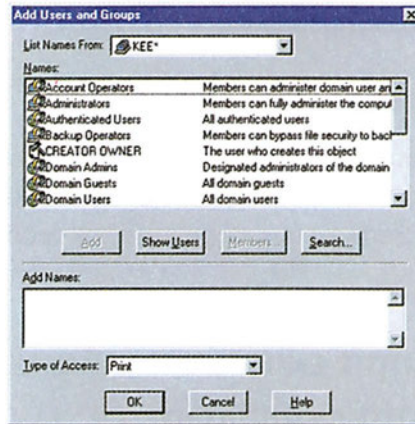 Add Users and Groups
List Names From: KEE*
Names:
Account Operators Members can administer domain user an
Administrators Members can fully administer the comput
Authenticated Users All authenticated users
Backup Operators Members can bypass file security to back
CREATOR OWNER The user who creates this object
Domain Admins Designated administrators of the domain
Domain Guests All domain guests
Domain Users All domain users
Add Show Users Members Search...
Add Names:
Type of Access: Print
OK Cancel Help